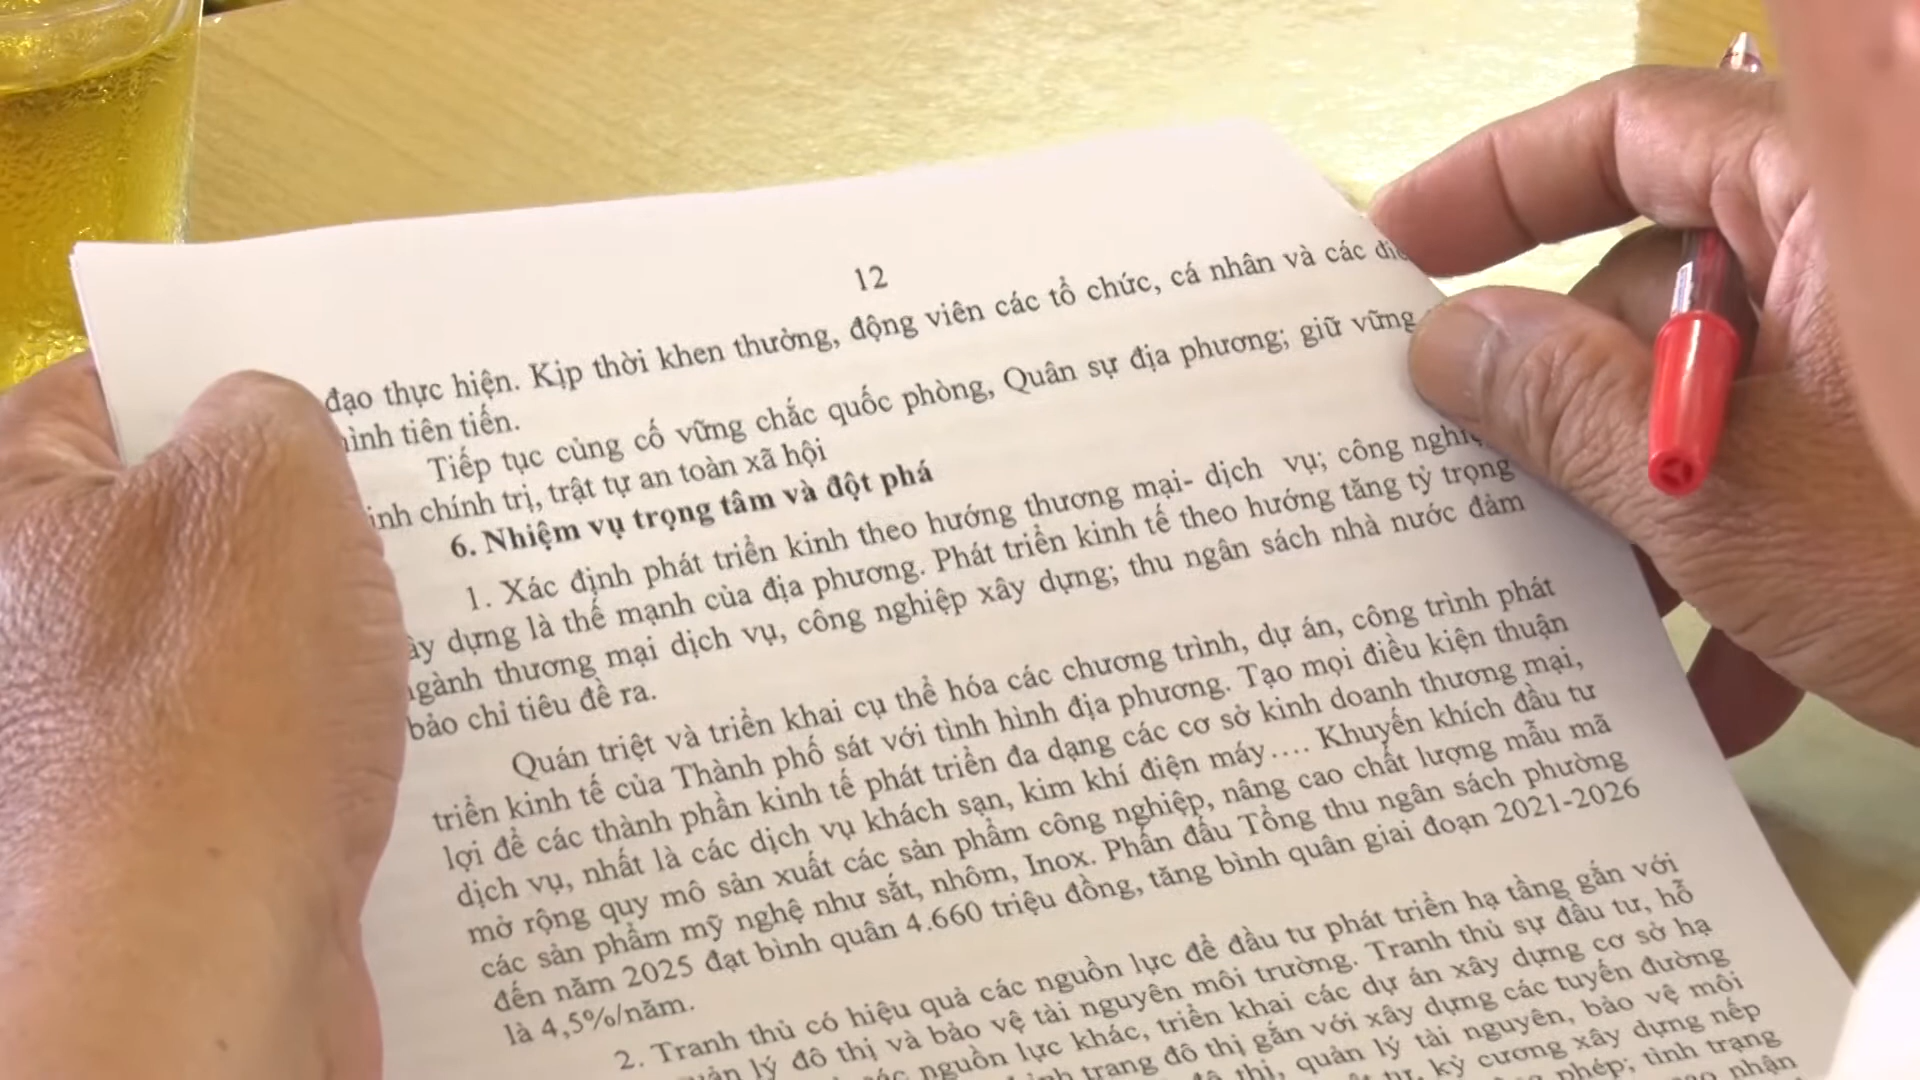 12
đạo thực hiện. Kịp thời khen thưởng, động viên các tổ chức, cá nhân và các
tiên tiến.
Tiếp tục củng cố vững chắc quốc phòng, Quân sự địa phương; giữ vững
chính trị, trật tự an toàn xã hội
6. Nhiệm vụ trọng tâm và đột phá
1. Xác định phát triển kinh theo hướng thương mại- dịch vụ; công
dựng là thế mạnh của địa phương. Phát triển kinh tế theo hướng tăng tỷ trọng
ngành thương mại dịch vụ, công nghiệp xây dựng; thu ngân sách nhà nước đảm
bảo chỉ tiêu đề ra.
Quán triệt và triển khai cụ thể hóa các chương trình, dự án, công trình phát
triển kinh tế của Thành phố sát với tình hình địa phương. Tạo mọi điều kiện thuận
lợi để các thành phần kinh tế phát triển đa dạng các cơ sở kinh doanh thương mại,
dịch vụ, nhất là các dịch vụ khách sạn, kim khí điện máy…. Khuyến khích đầu tư
mở rộng quy mô sản xuất các sản phẩm công nghiệp, nâng cao chất lượng mẫu mã
các sản phẩm mỹ nghệ như sắt, nhôm, Inox. Phấn đấu Tổng thu ngân sách phường
đến năm 2025 đạt bình quân 4.660 triệu đồng, tăng bình quân giai đoạn 2021-2026
là 4,5%/năm.
2. Tranh thủ có hiệu quả các nguồn lực để đầu tư phát triển hạ tầng gắn với
lý đô thị và bảo vệ tài nguyên môi trường. Tranh thủ sự đầu tư, hỗ
nguồn lực khác, triển khai các dự án xây dựng cơ sở hạ
trang đô thị gắn với xây dựng các tuyến đường
thị, quản lý tài nguyên, bảo vệ môi
kỷ cương xây dựng nếp
phép; tình trạng
nhận